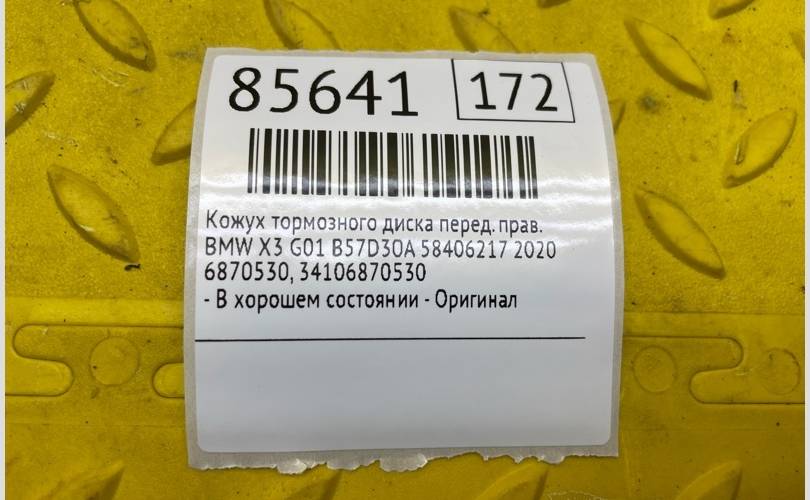 85641 172
Кожух тормозного диска перед. прав.
BMW X3 G01 B57D30A 58406217 2020
6870530, 34106870530
- В хорошем состоянии - Оригинал